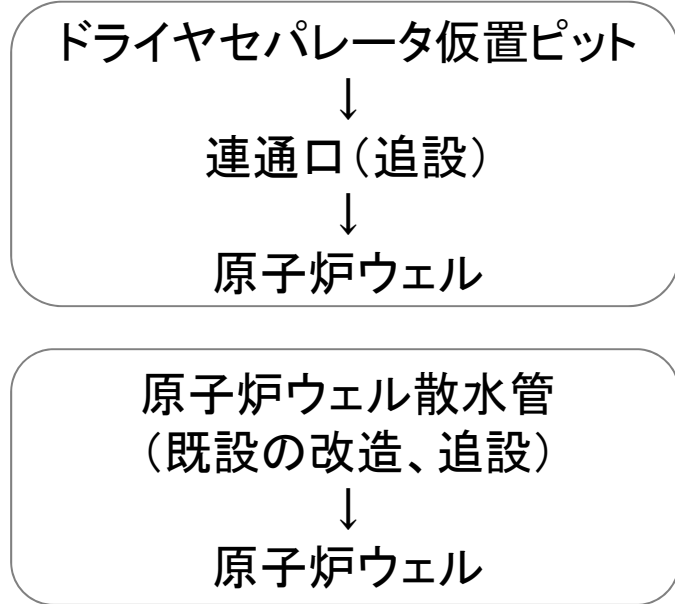 ドライヤセパレータ仮置ピット
↓
連通口（追設）
↓
原子炉ウェル
原子炉ウェル散水管
（既設の改造、追設）
↓
原子炉ウェル